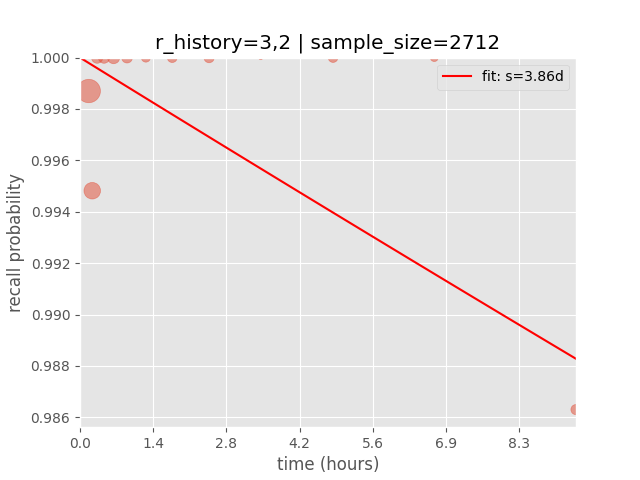 r_history=3,2 | sample_size=2712
1.000
0.998
0.996
0.994
0.992
0.990
0.988
0.986
recall probability
fit: s=3.86d
0.0 1.4 2.8 4.2 5.6 6.9 8.3
time (hours)